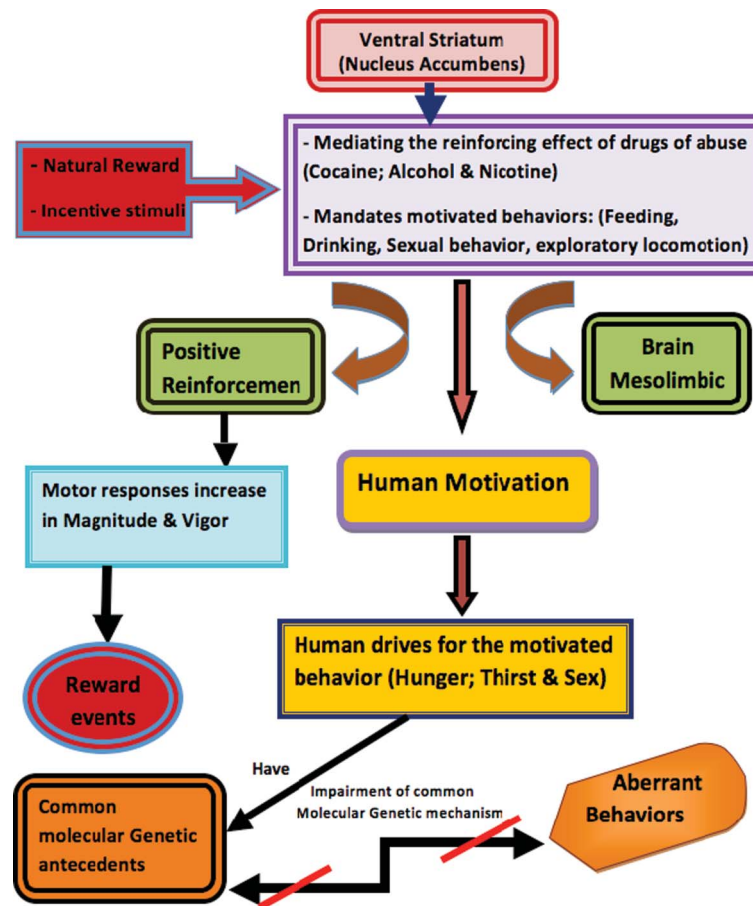 Ventral Striatum
(Nucleus Accumbens)
- Natural Reward
- Incentive stimuli
- Mediating the reinforcing effect of drugs of abuse
(Cocaine; Alcohol & Nicotine)
- Mandates motivated behaviors: (Feeding,
Drinking, Sexual behavior, exploratory locomotion)
Positive
Reinforcemen
Brain
Mesolimbic
Motor responses increase
in Magnitude & Vigor
Human Motivation
Reward
events
Human drives for the motivated
behavior (Hunger; Thirst & Sex)
Have
Impairment of common
Molecular Genetic mechanism
Common
molecular Genetic
antecedents
Aberrant
Behaviors